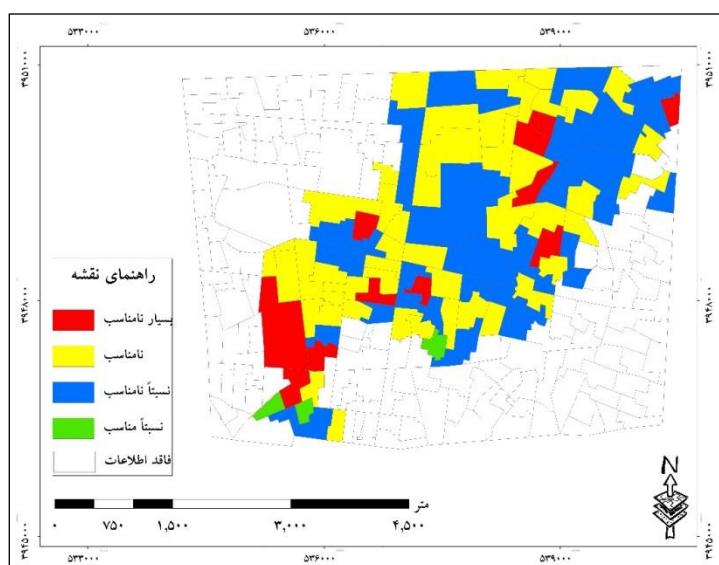 ۵۳۳۰۰۰ ۵۳۶۰۰۰ ۵۳۹۰۰۰
۳۹۵۱۰۰۰ ۳۹۵۱۰۰۰
راهنمای نقشه
بسیار نامناسب
نامناسب
نسبتاً نامناسب
نسبتاً مناسب
فاقد اطلاعات
۳۹۴۸۰۰۰ ۳۹۴۸۰۰۰
N
متر
۰ ۷۵۰ ۱,۵۰۰ ۳,۰۰۰ ۴,۵۰۰
۳۹۴۵۰۰۰ ۳۹۴۵۰۰۰
۵۳۳۰۰۰ ۵۳۶۰۰۰ ۵۳۹۰۰۰